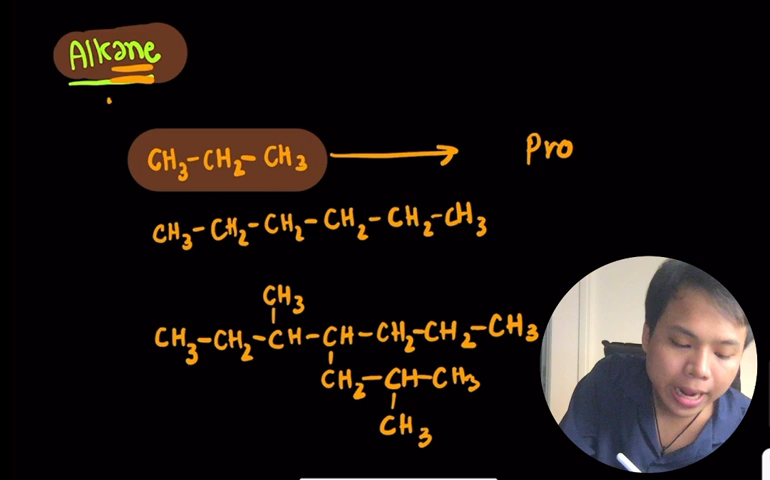 Alkane
CH3-CH2-CH3 → Pro
CH3-CH2-CH2-CH2-CH2-CH3
CH3
CH3-CH2-CH-CH-CH2-CH2-CH3
CH2-CH-CH3
CH3